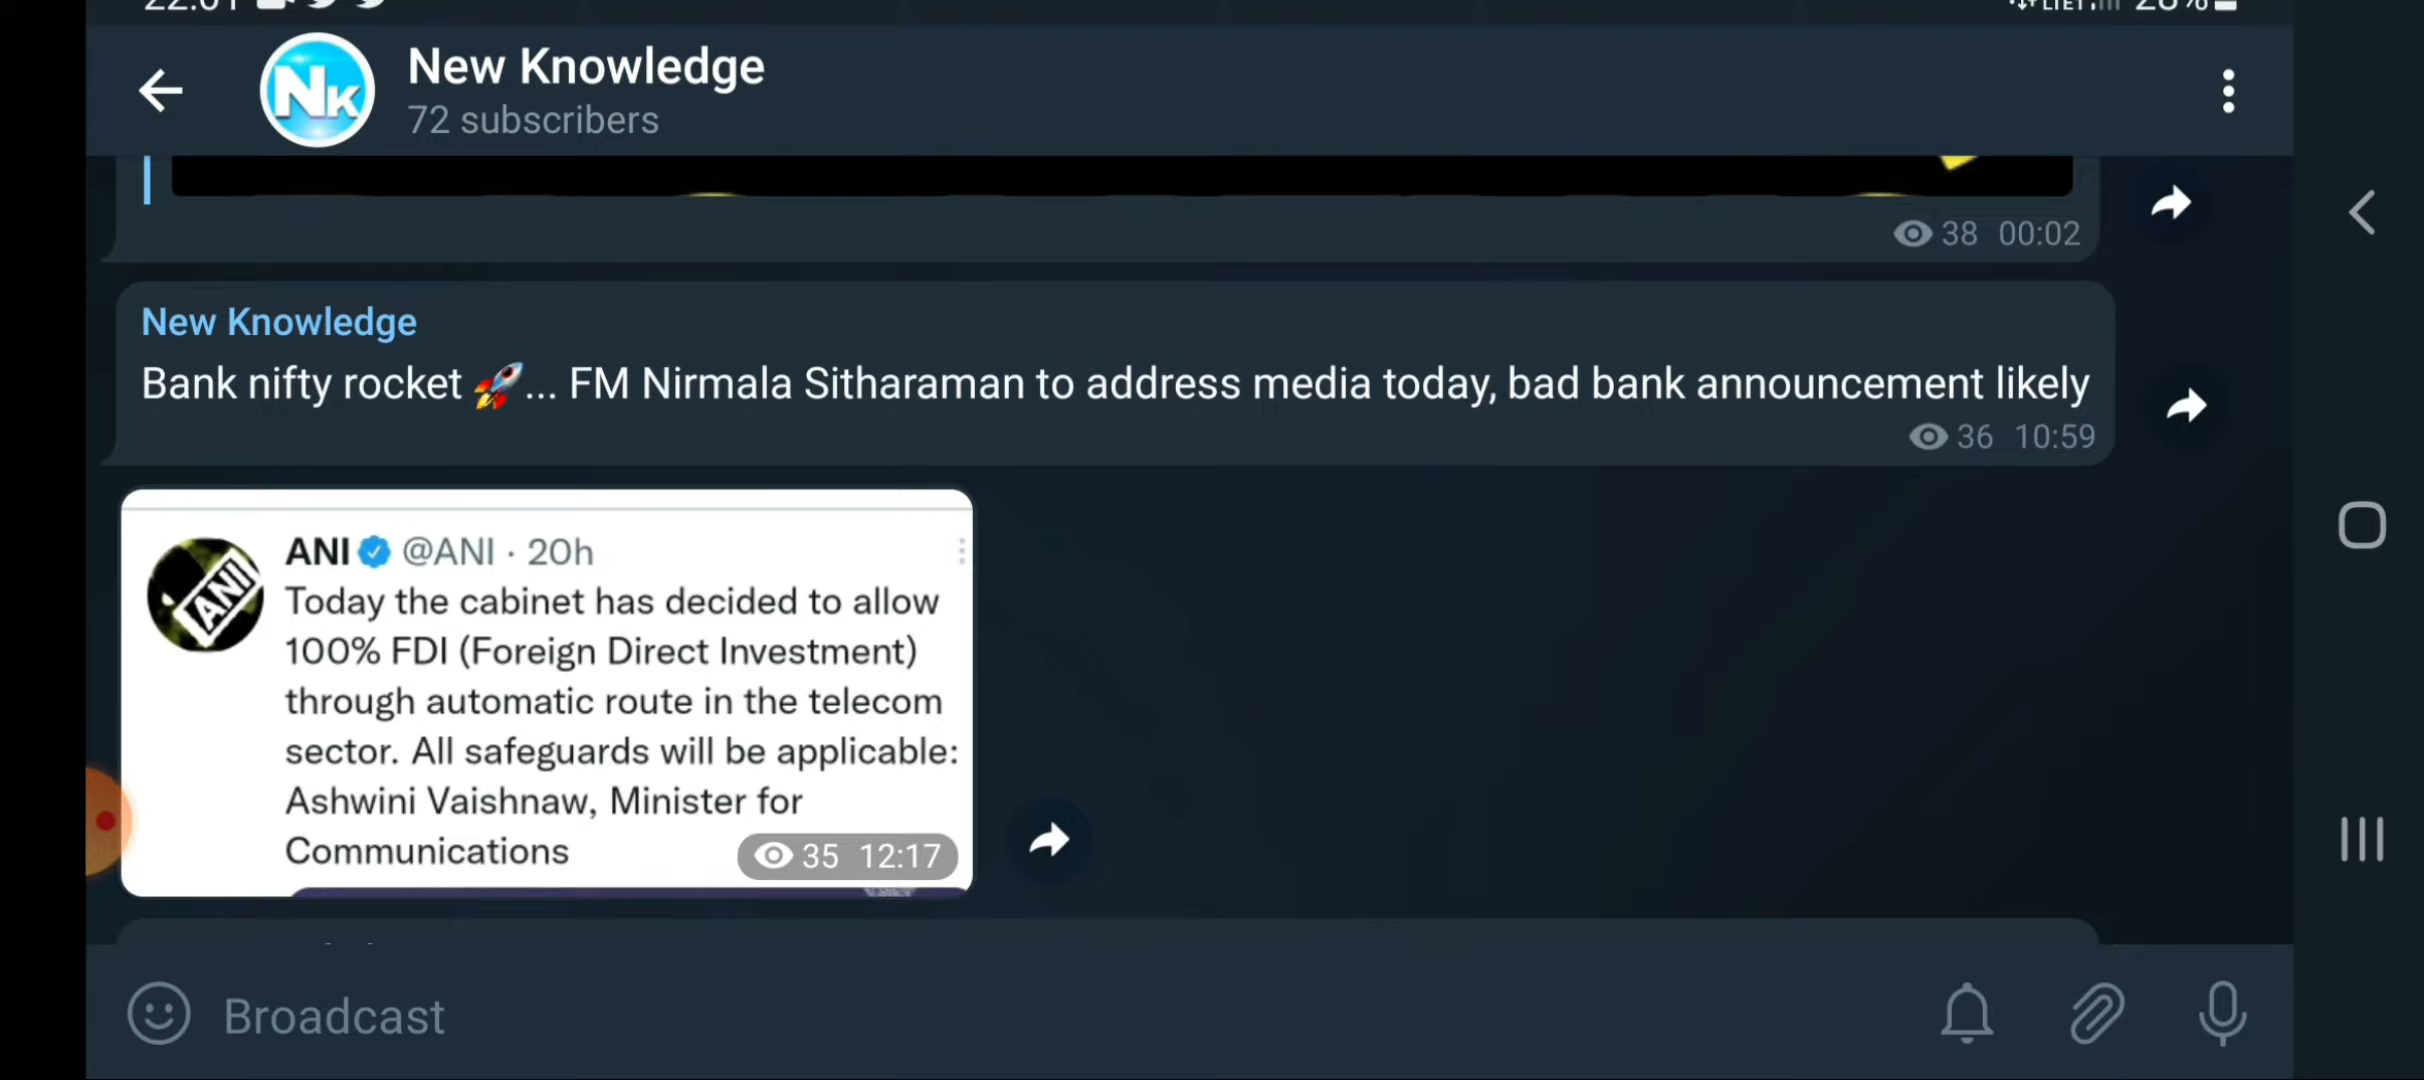 New Knowledge
72 subscribers
38 00:02
New Knowledge
Bank nifty rocket 🚀... FM Nirmala Sitharaman to address media today, bad bank announcement likely
36 10:59
ANI @ANI · 20h
Today the cabinet has decided to allow
100% FDI (Foreign Direct Investment)
through automatic route in the telecom
sector. All safeguards will be applicable:
Ashwini Vaishnaw, Minister for
Communications
35 12:17
Broadcast